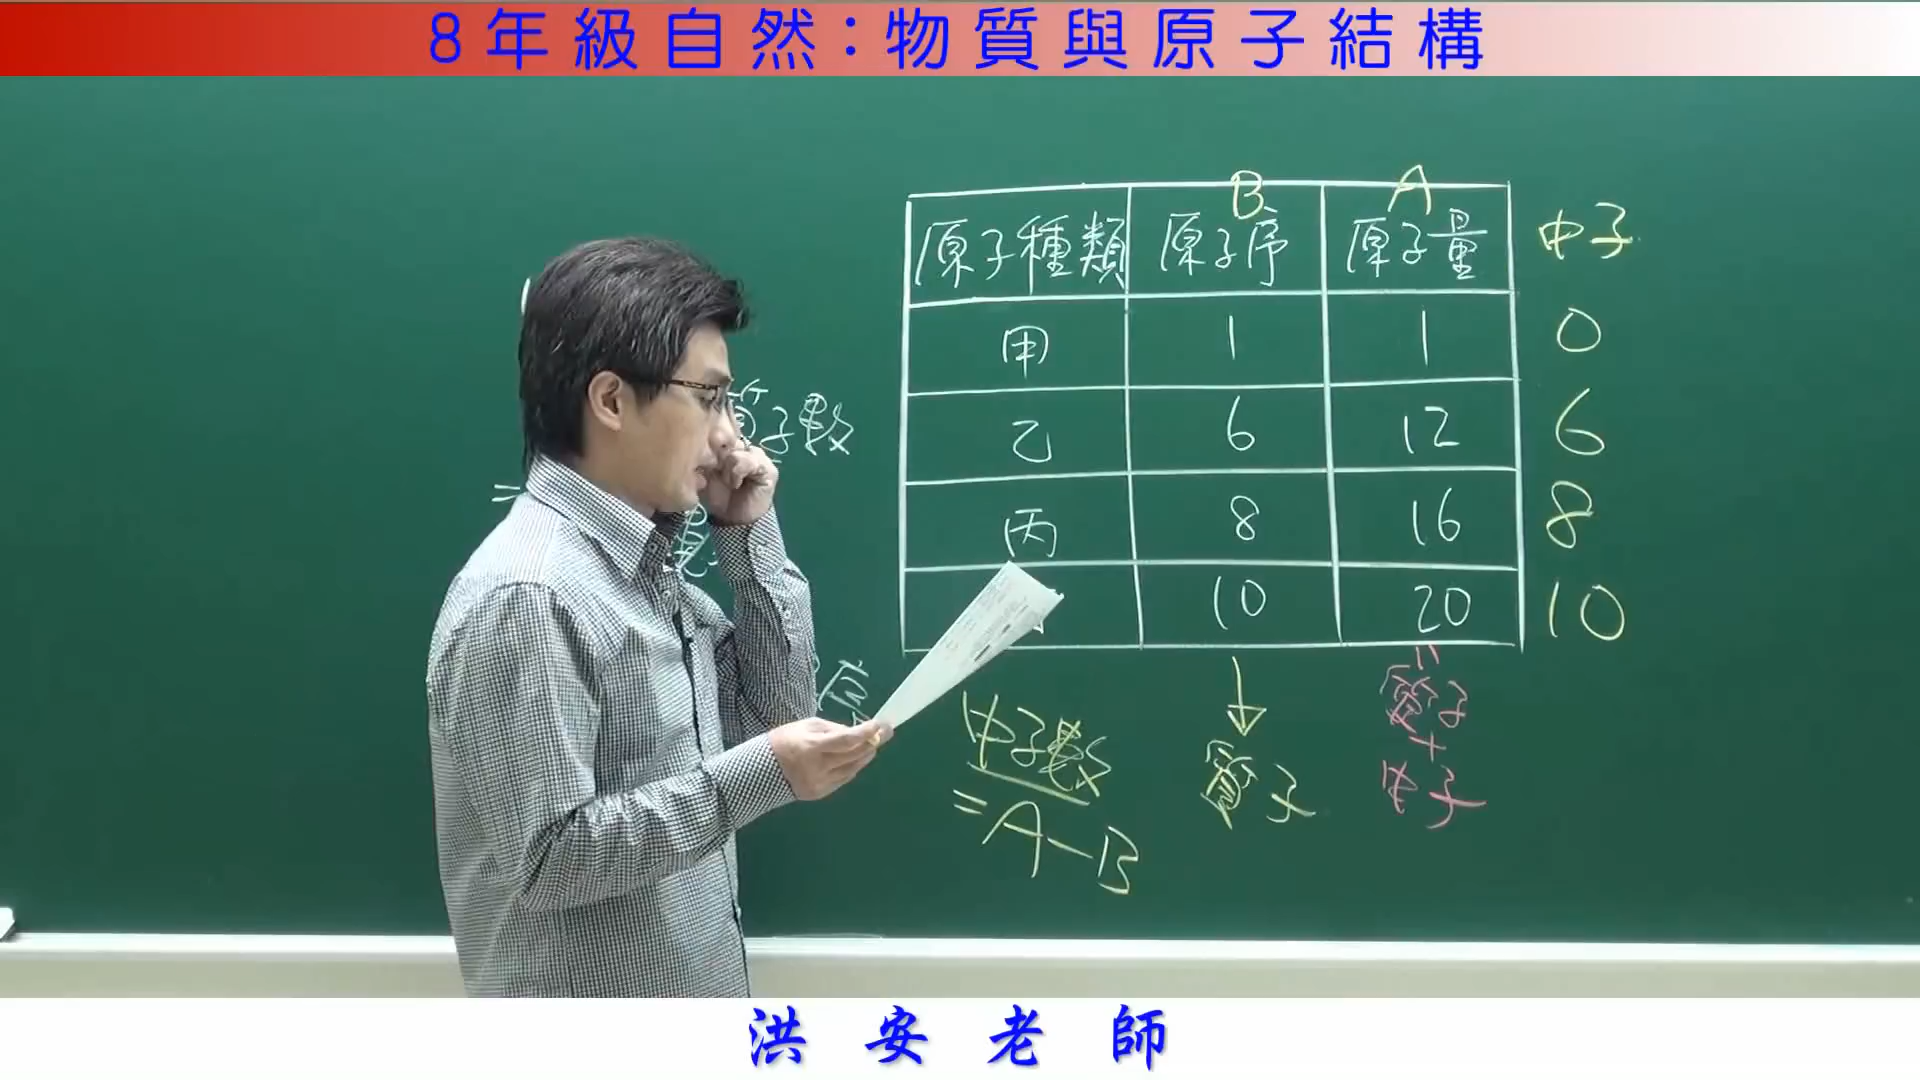 8年級自然:物質與原子結構
B A
原子種類 原子序 原子量 中子
甲 1 1 0
乙 6 12 6
丙 8 16 8
10 20 10
質子數
=
中子數
=A-B
質子
質子
+
中子
洪安老師